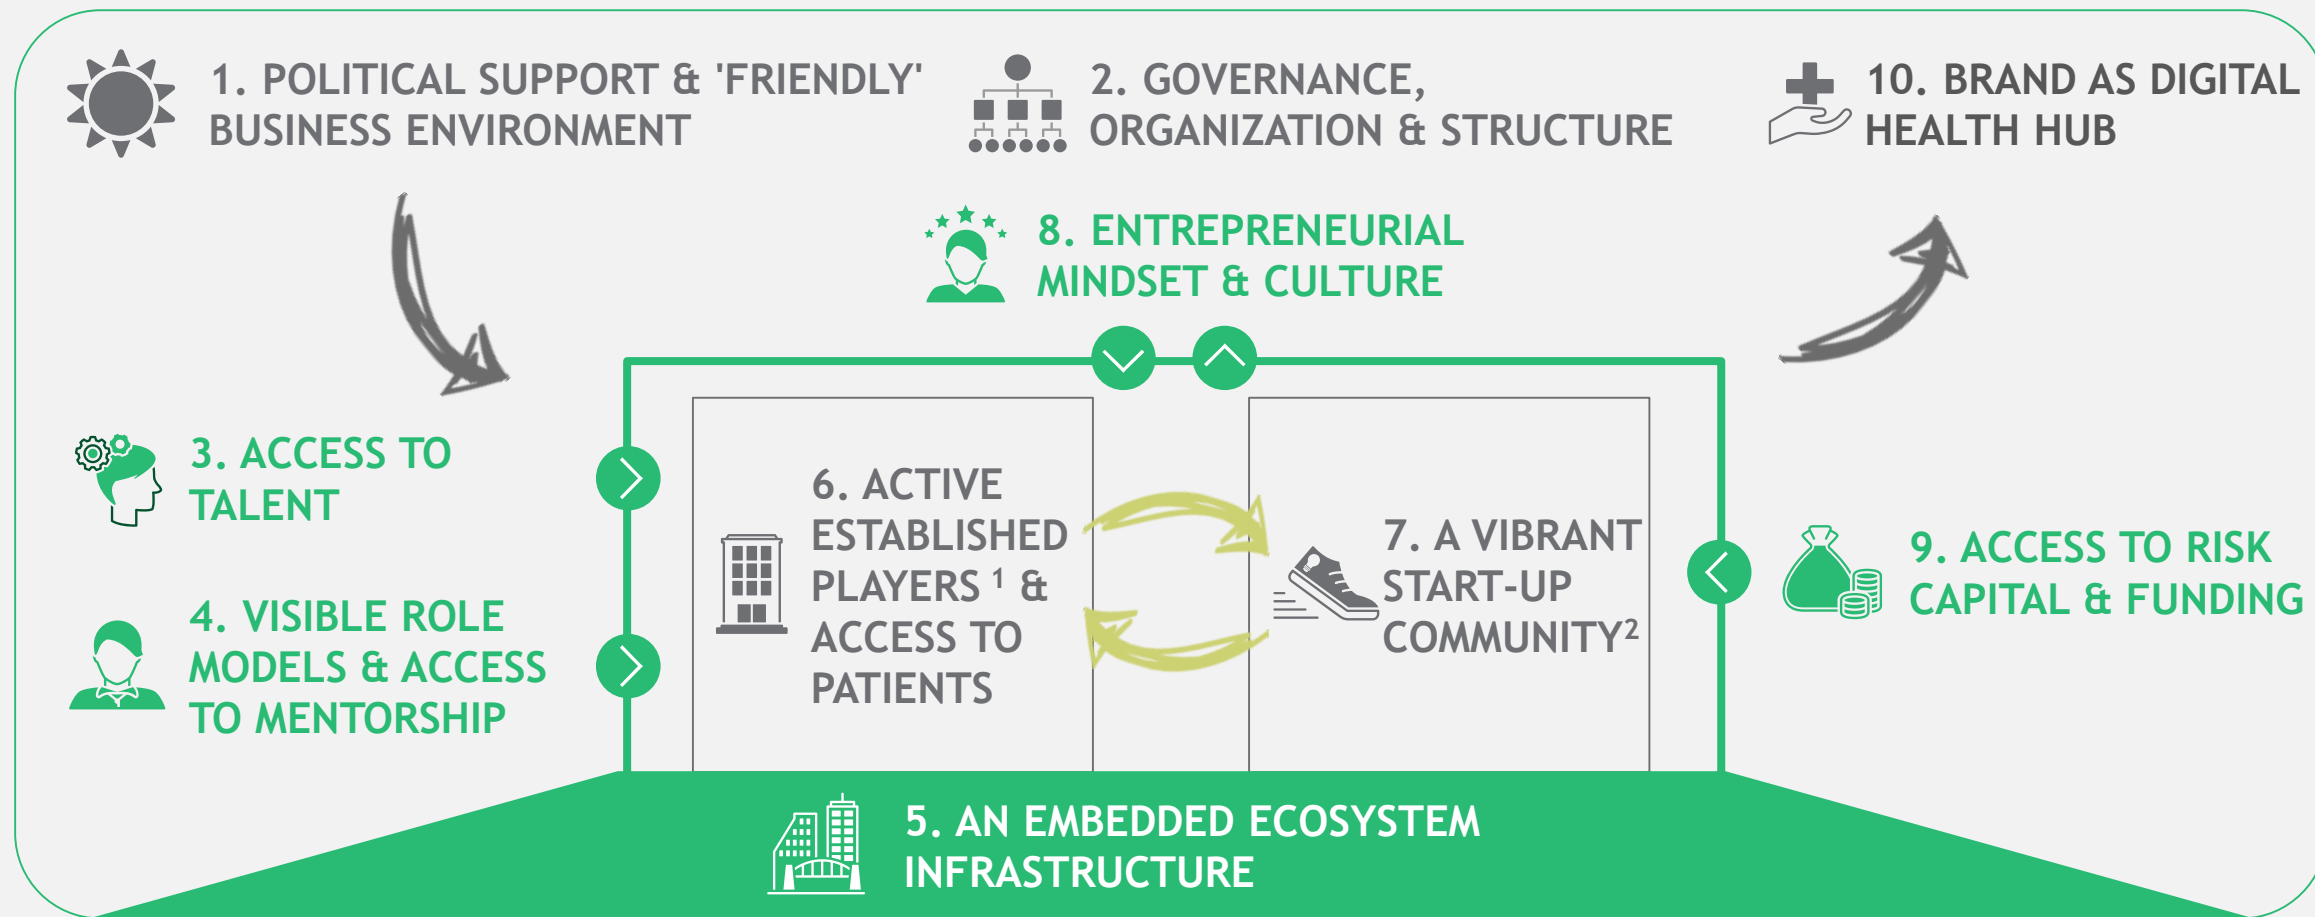 1. POLITICAL SUPPORT & 'FRIENDLY'
BUSINESS ENVIRONMENT
2. GOVERNANCE,
ORGANIZATION & STRUCTURE
10. BRAND AS DIGITAL
HEALTH HUB
8. ENTREPRENEURIAL
MINDSET & CULTURE
3. ACCESS TO
TALENT
4. VISIBLE ROLE
MODELS & ACCESS
TO MENTORSHIP
6. ACTIVE
ESTABLISHED
PLAYERS ¹ &
ACCESS TO
PATIENTS
7. A VIBRANT
START-UP
COMMUNITY²
9. ACCESS TO RISK
CAPITAL & FUNDING
5. AN EMBEDDED ECOSYSTEM
INFRASTRUCTURE